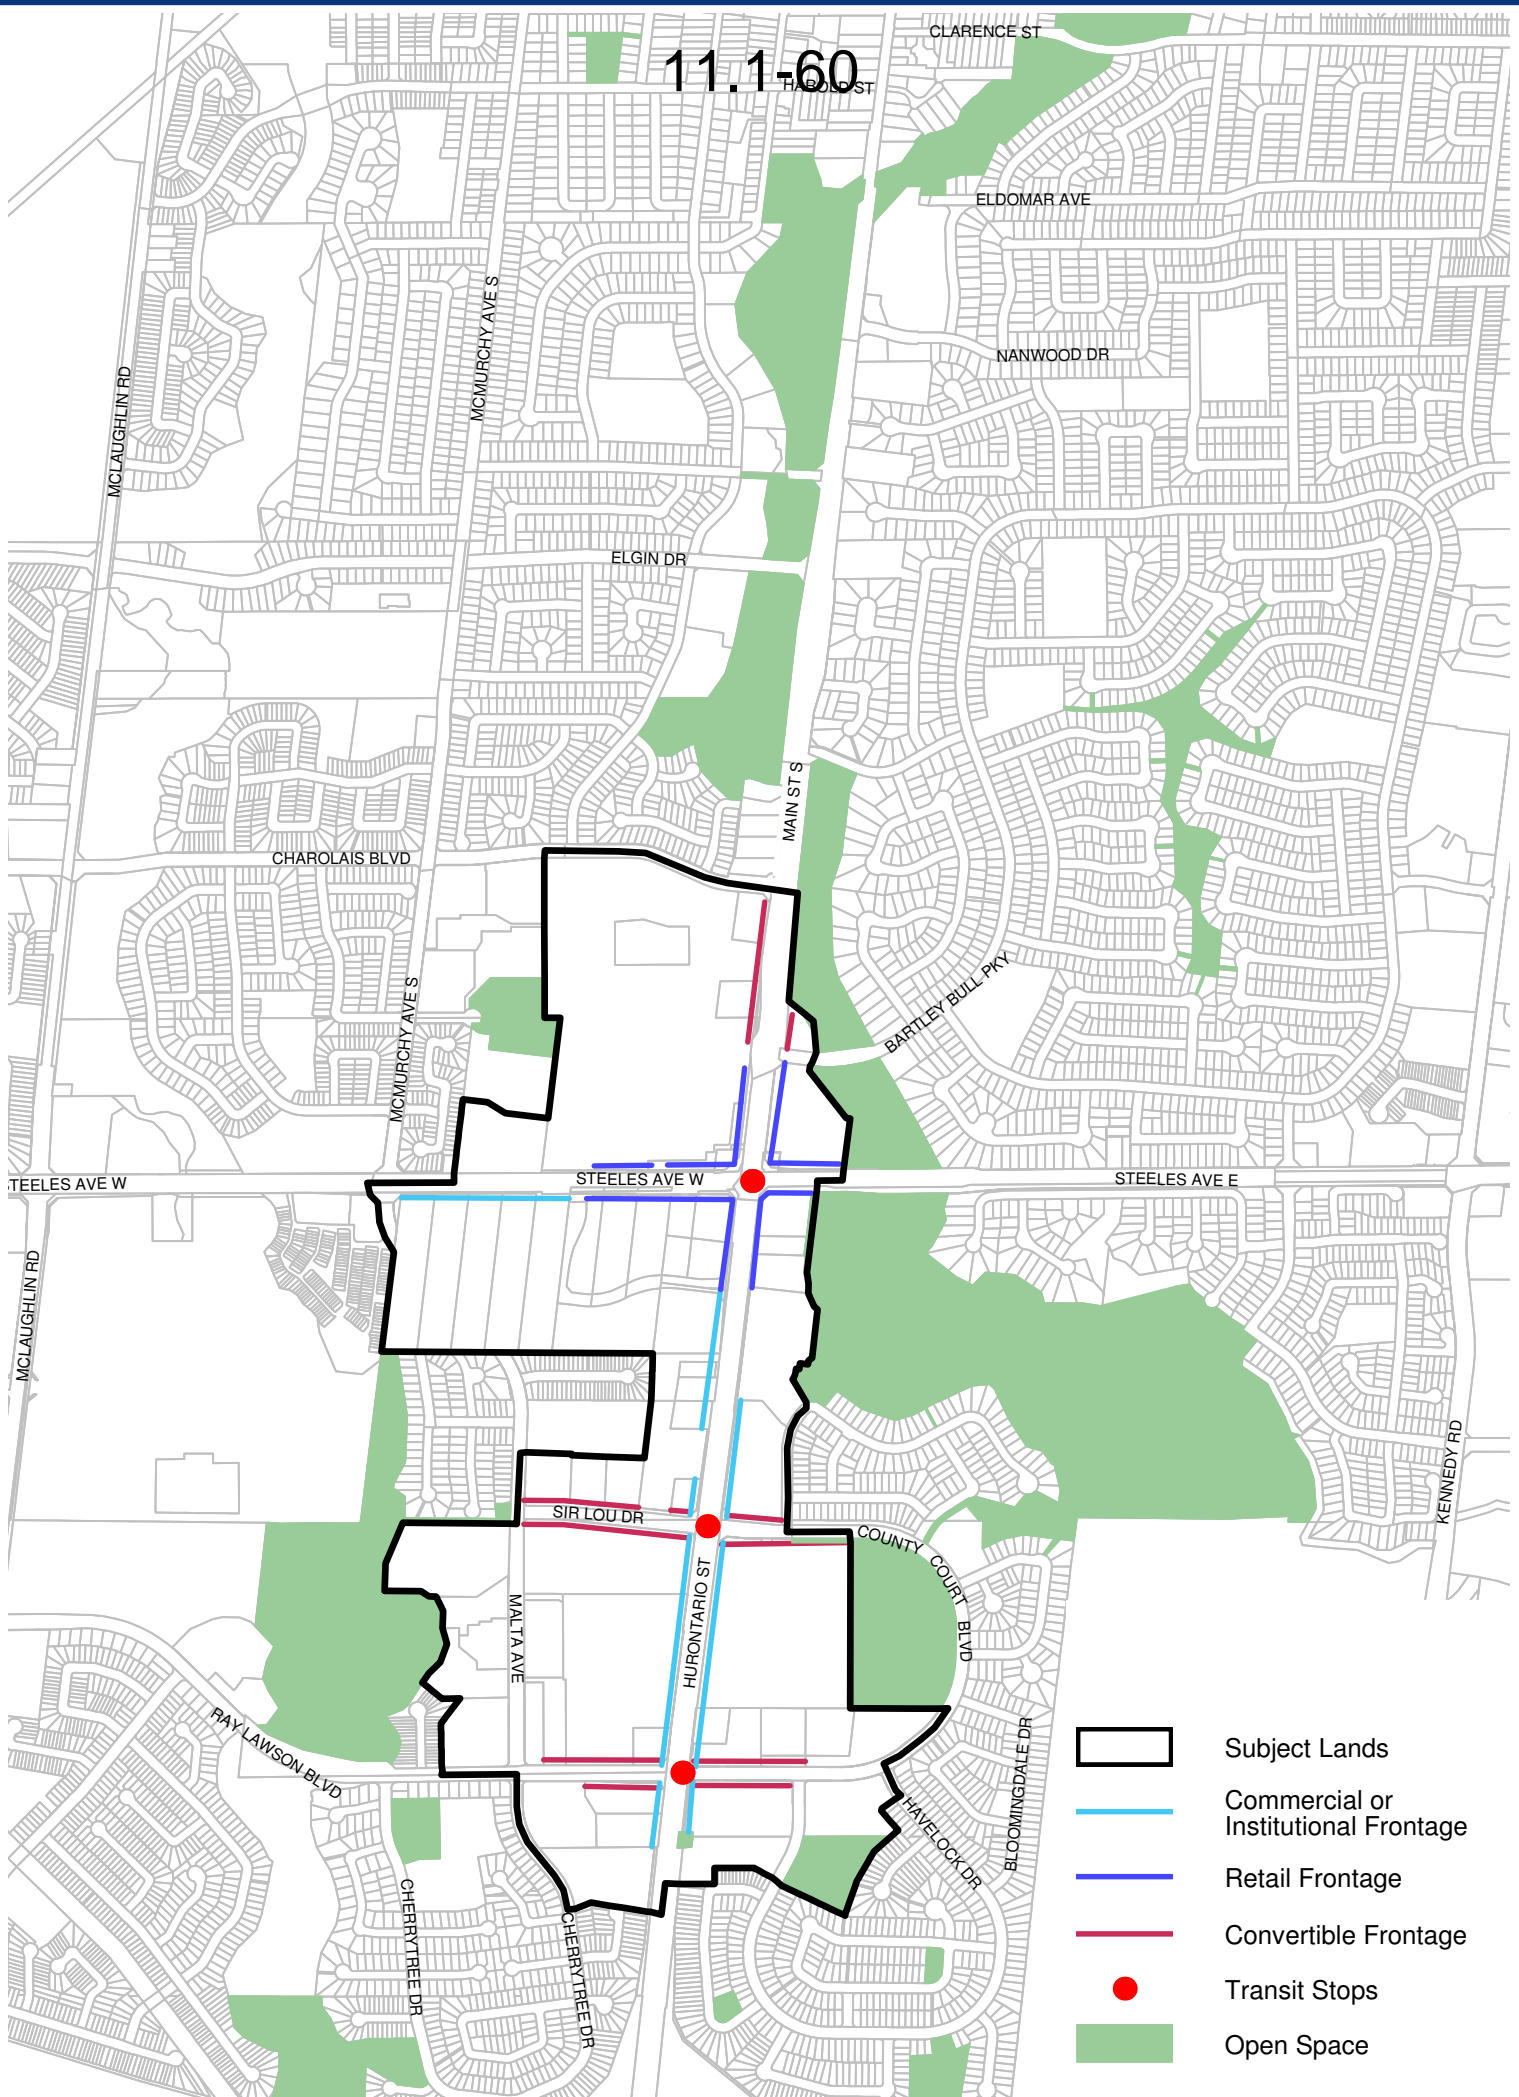 CLARENCE ST
11.1-60
HAROLD ST
ELDOMAR AVE
MCMURCHY AVE S
NANWOOD DR
MCLAUGHLIN RD
ELGIN DR
MAIN ST S
CHAROLAIS BLVD
BARTLEY BULL PKY
MCMURCHY AVE S
STEELES AVE W
STEELES AVE W
STEELES AVE E
MCLAUGHLIN RD
KENNEDY RD
SIR LOU DR
COUNTY COURT BLVD
HURONTARIO ST
MALTA AVE
RAY LAWSON BLVD
BLOOMINGDALE DR
HAVELOCK DR
CHERRYTREE DR
CHERRYTREE DR
Subject Lands
Commercial or
Institutional Frontage
Retail Frontage
Convertible Frontage
Transit Stops
Open Space